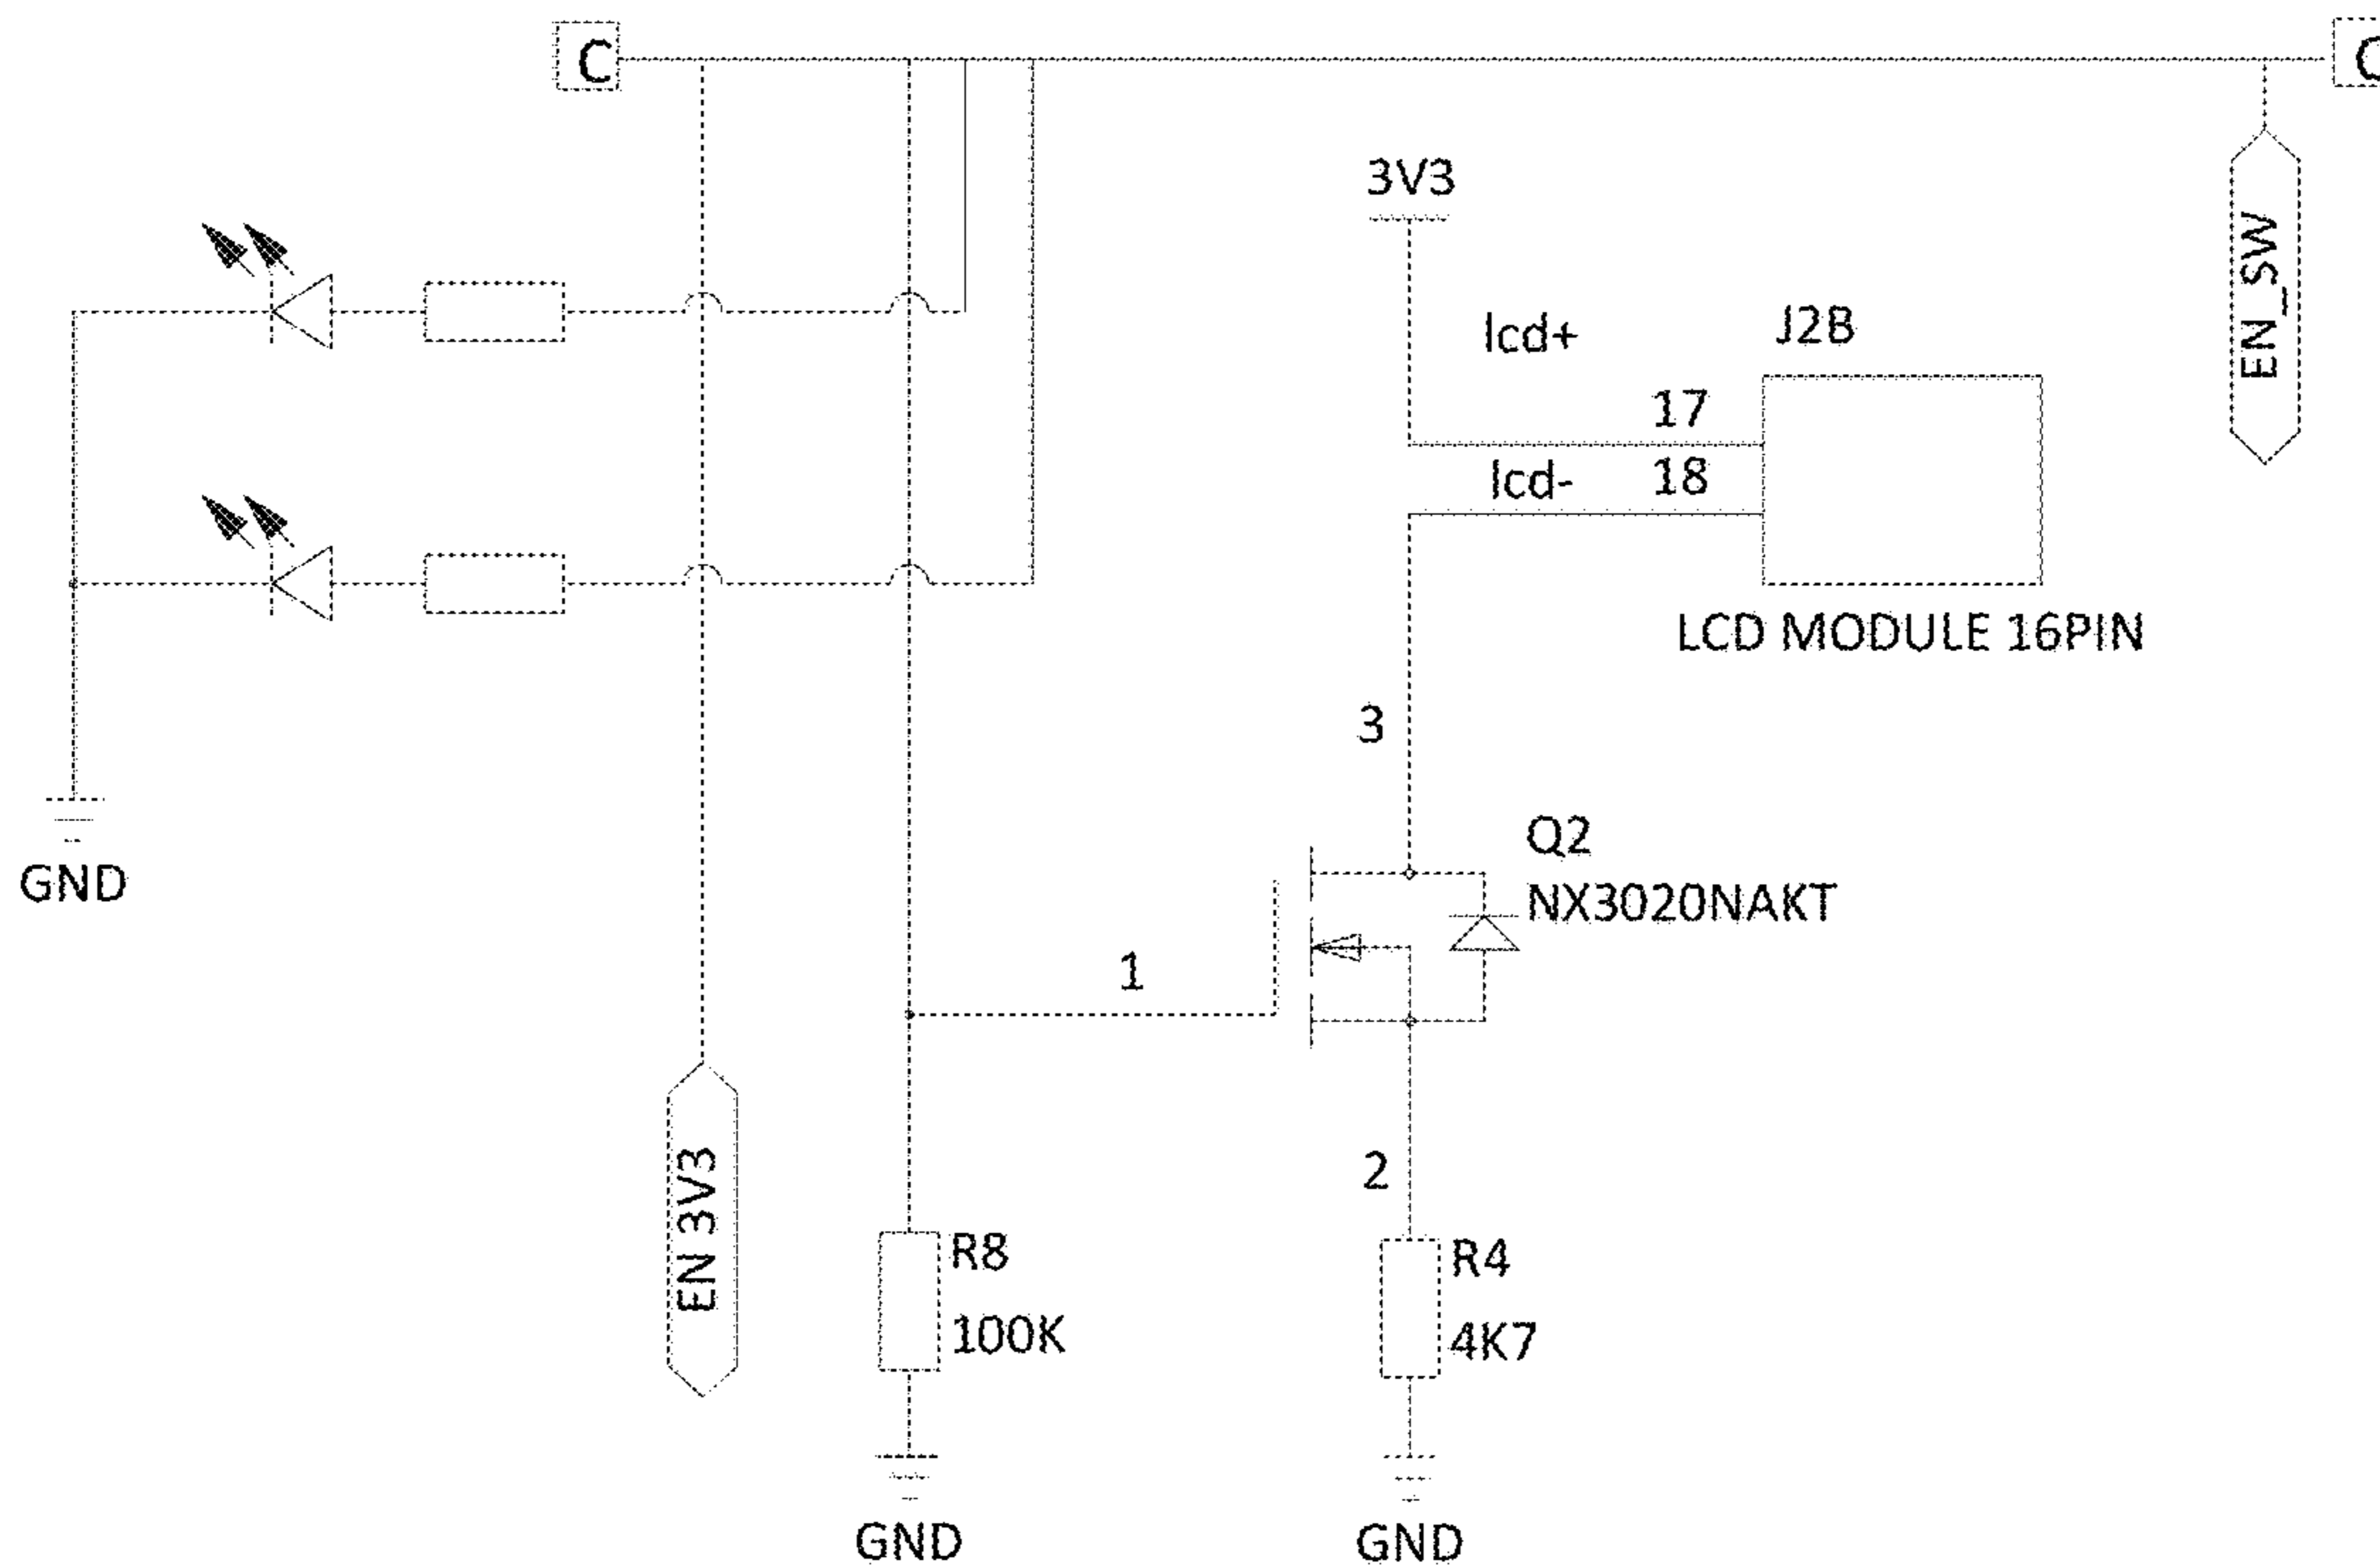 C
C
3V3
EN_SW
lcd+
J2B
17
lcd-
18
LCD MODULE 16PIN
3
GND
Q2
NX3020NAKT
1
EN 3V3
2
R8
100K
R4
4K7
GND
GND